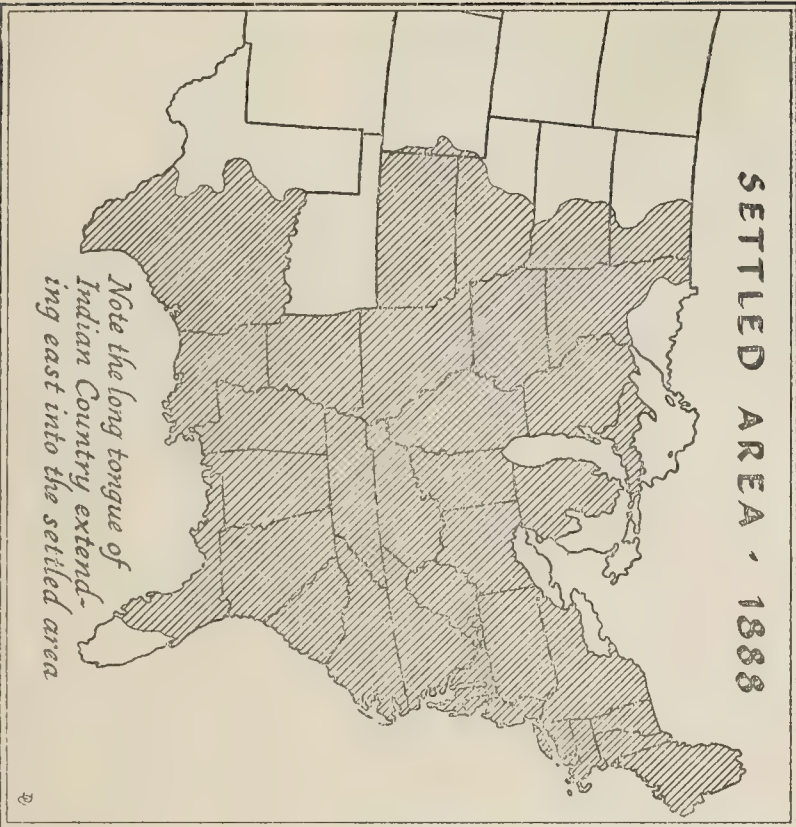 SETTLED AREA · 1888
Note the long tongue of
Indian Country extend-
ing east into the settled area